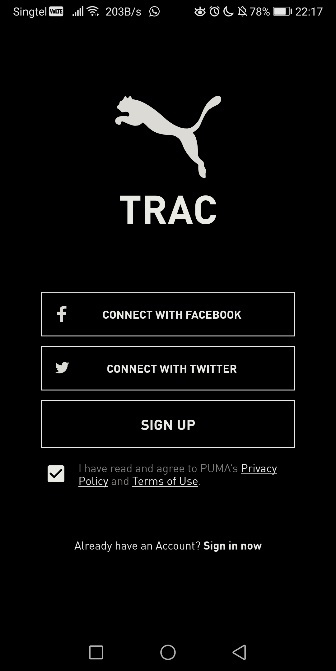 Singtel VoLTE 203B/s 78% 22:17
TRAC
CONNECT WITH FACEBOOK
CONNECT WITH TWITTER
SIGN UP
I have read and agree to PUMA's Privacy
Policy and Terms of Use.
Already have an Account? Sign in now